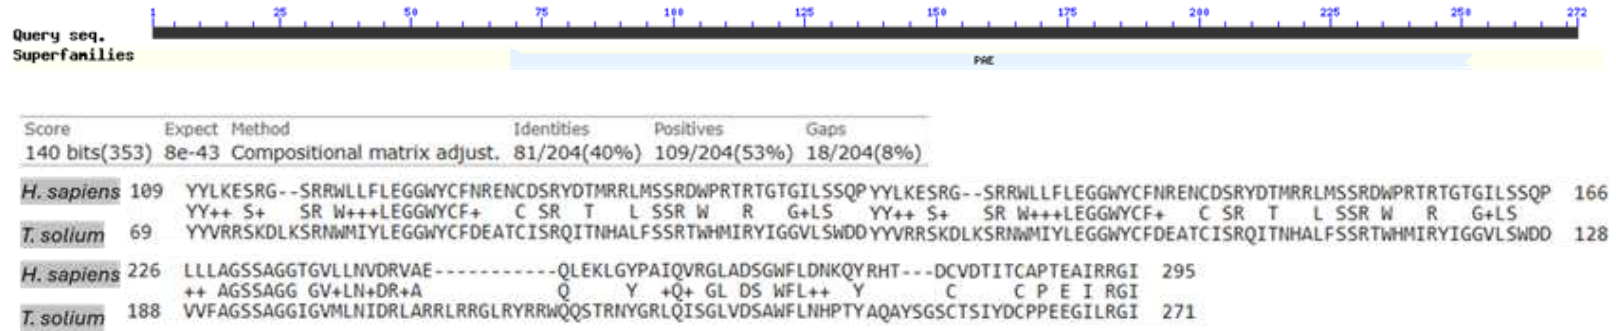 1 25 50 75 100 125 150 175 200 225 250 272
Query seq.
Superfamilies
PAE
Score Expect Method Identities Positives Gaps
140 bits(353) 8e-43 Compositional matrix adjust. 81/204(40%) 109/204(53%) 18/204(8%)
H. sapiens 109 YYLKESRG--SRRWLLFLEGGWYCFNRENCDSRYDTMRRLMSSRDWPRTRTGTGILSSQPYYLKESRG--SRRWLLFLEGGWYCFNRENCDSRYDTMRRLMSSRDWPRTRTGTGILSSQP 166
YY++ S+ SR W+++LEGGWYCF+ C SR T L SSR W R G+LS YY++ S+ SR W+++LEGGWYCF+ C SR T L SSR W R G+LS
T. solium 69 YYVRRSKDLKSRNWMIYLEGGWYCFDEATCISRQITNHALFSSRTWHMIRYIGGVLSWDDYYVRRSKDLKSRNWMIYLEGGWYCFDEATCISRQITNHALFSSRTWHMIRYIGGVLSWDD 128
H. sapiens 226 LLLAGSSAGGTGVLLNVDRVAE-----------QLEKLGYPAIQVRGLADSGWFLDNKQYRHT---DCVDTITCAPTEAIRRGI 295
++ AGSSAGG GV+LN+DR+A Q Y +Q+ GL DS WFL++ Y C C P E I RGI
T. solium 188 VVFAGSSAGGIGVMLNIDRLARRLRRGLRYRRWQQSTRNYGRLQISGLVDSAWFLNHPTYAQAYSGSCTSIYDCPPEEGILRGI 271